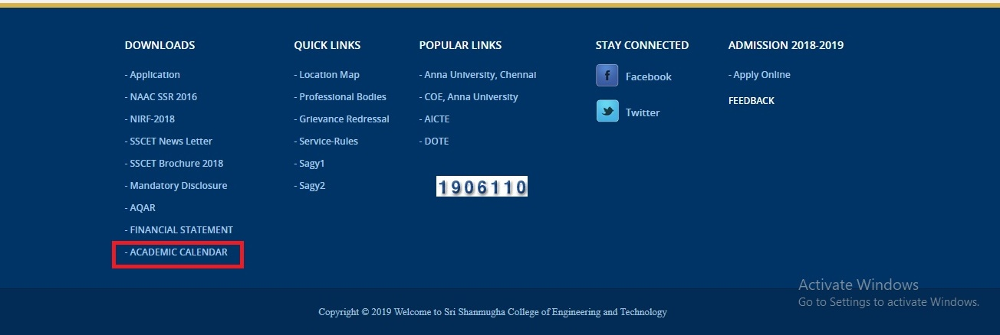 DOWNLOADS
- Application
- NAAC SSR 2016
- NIRF-2018
- SSCET News Letter
- SSCET Brochure 2018
- Mandatory Disclosure
- AQAR
- FINANCIAL STATEMENT
- ACADEMIC CALENDAR
QUICK LINKS
- Location Map
- Professional Bodies
- Grievance Redressal
- Service-Rules
- Sagy1
- Sagy2
POPULAR LINKS
- Anna University, Chennai
- COE, Anna University
- AICTE
- DOTE
1906110
STAY CONNECTED
Facebook
Twitter
ADMISSION 2018-2019
- Apply Online
FEEDBACK
Activate Windows
Go to Settings to activate Windows.
Copyright © 2019 Welcome to Sri Shanmugha College of Engineering and Technology